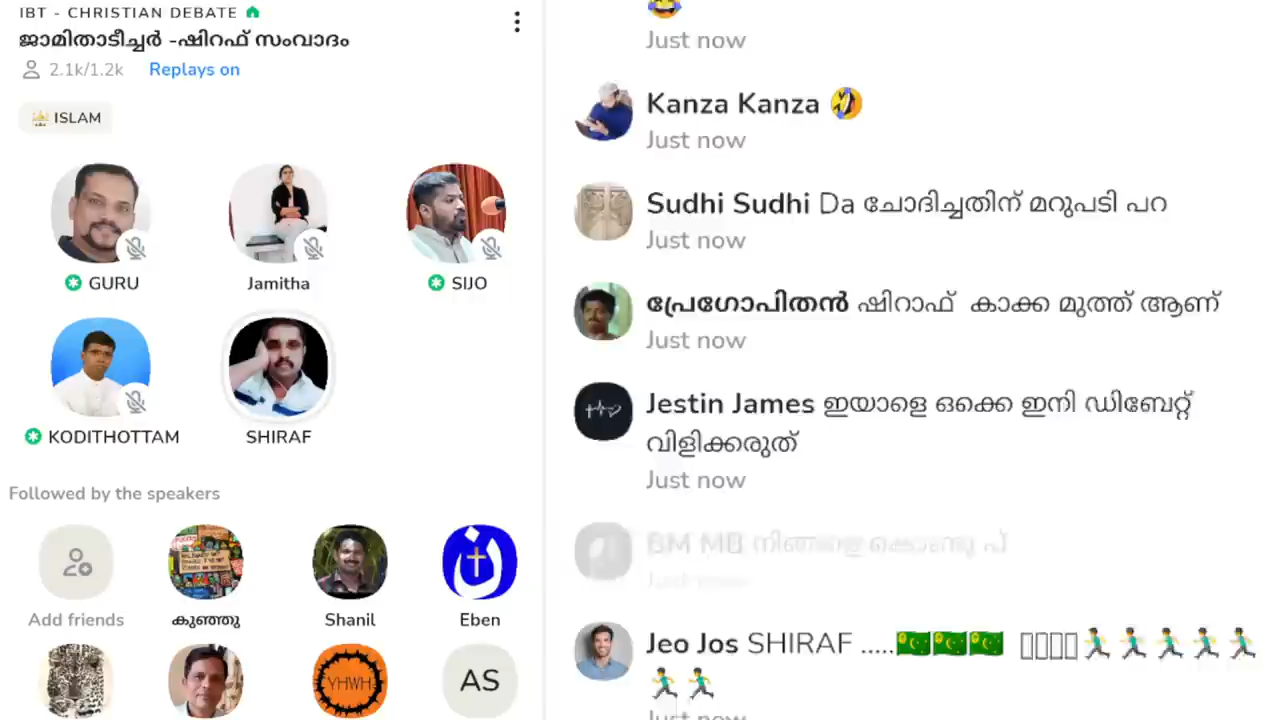 IBT - CHRISTIAN DEBATE
ജാമിതാടീച്ചർ -ഷിറഫ് സംവാദം
2.1k/1.2k Replays on
ISLAM
GURU
Jamitha
SIJO
KODITHOTTAM
SHIRAF
Followed by the speakers
Add friends
കുഞ്ഞു
Shanil
Eben
YHWH
AS
Just now
Kanza Kanza 🤣
Just now
Sudhi Sudhi Da ചോദിച്ചതിന് മറുപടി പറ
Just now
പ്രേഗോപിതൻ ഷിറാഫ് കാക്ക മുത്ത് ആണ്
Just now
Jestin James ഇയാളെ ഒക്കെ ഇനി ഡിബേറ്റ്
വിളിക്കരുത്
Just now
BM MB നിങ്ങളെ കൊണ്ടു പ്
Just now
Jeo Jos SHIRAF .....
Just now